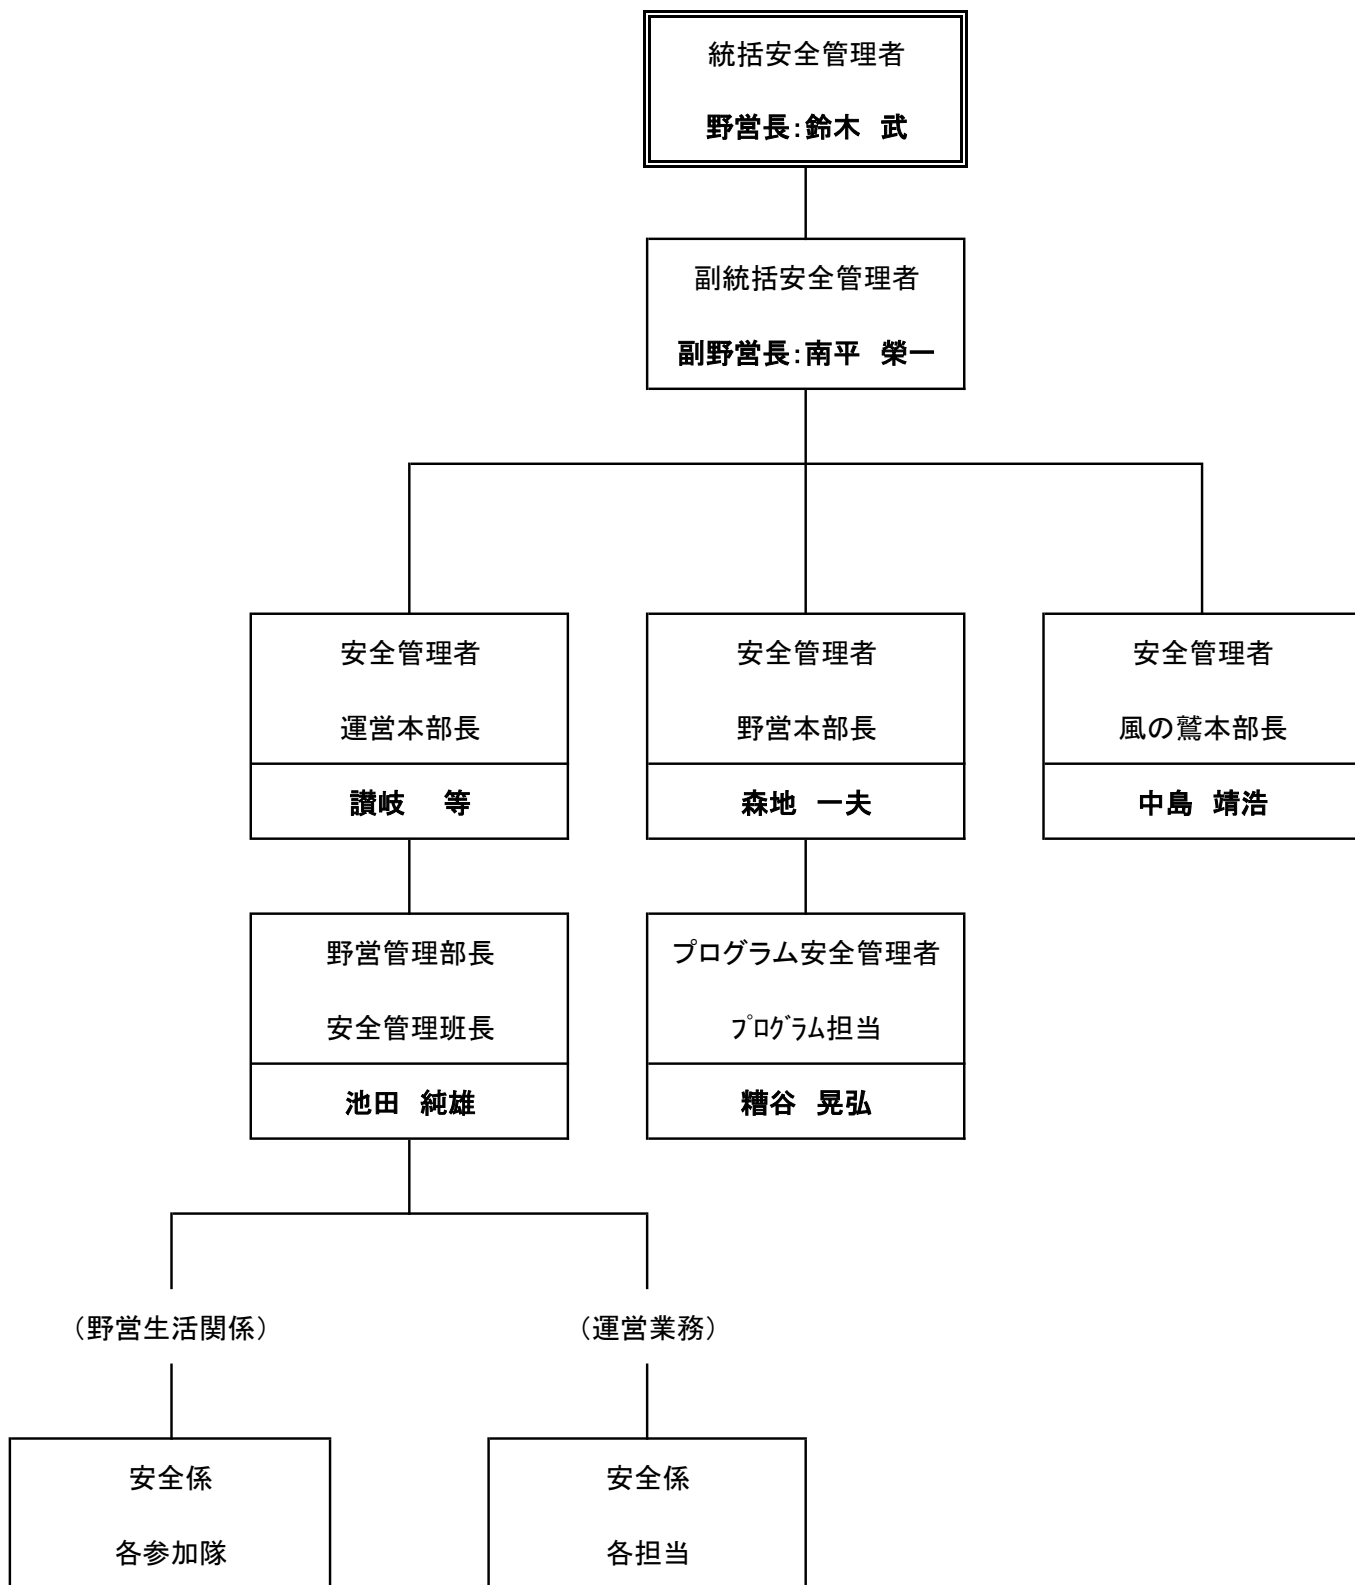 統括安全管理者
野営長:鈴木 武
副統括安全管理者
副野営長:南平 榮一
安全管理者
運営本部長
讃岐 等
安全管理者
野営本部長
森地 一夫
安全管理者
風の鷲本部長
中島 靖浩
野営管理部長
安全管理班長
池田 純雄
プログラム安全管理者
ﾌﾟﾛｸﾞﾗﾑ担当
糟谷 晃弘
（野営生活関係）
（運営業務）
安全係
各参加隊
安全係
各担当